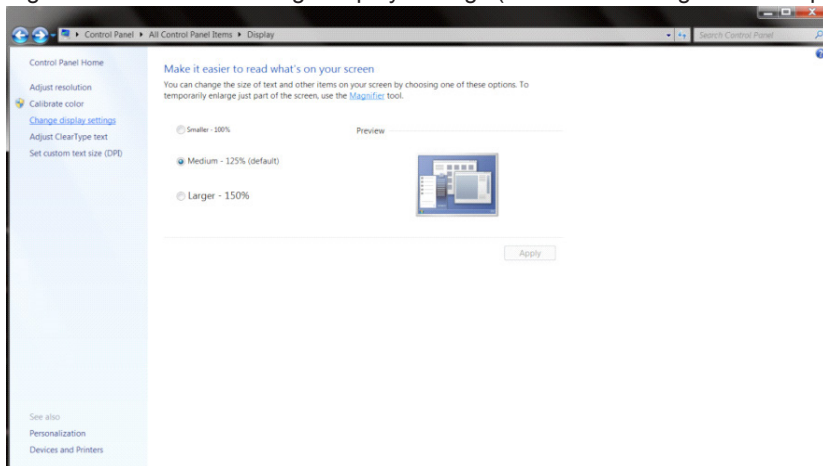 Control Panel ▸ All Control Panel Items ▸ Display
Search Control Panel
Control Panel Home
Adjust resolution
Calibrate color
Change display settings
Adjust ClearType text
Set custom text size (DPI)
See also
Personalization
Devices and Printers
Make it easier to read what's on your screen
You can change the size of text and other items on your screen by choosing one of these options. To
temporarily enlarge just part of the screen, use the Magnifier tool.
Smaller - 100%
Preview
Medium - 125% (default)
Larger - 150%
Apply